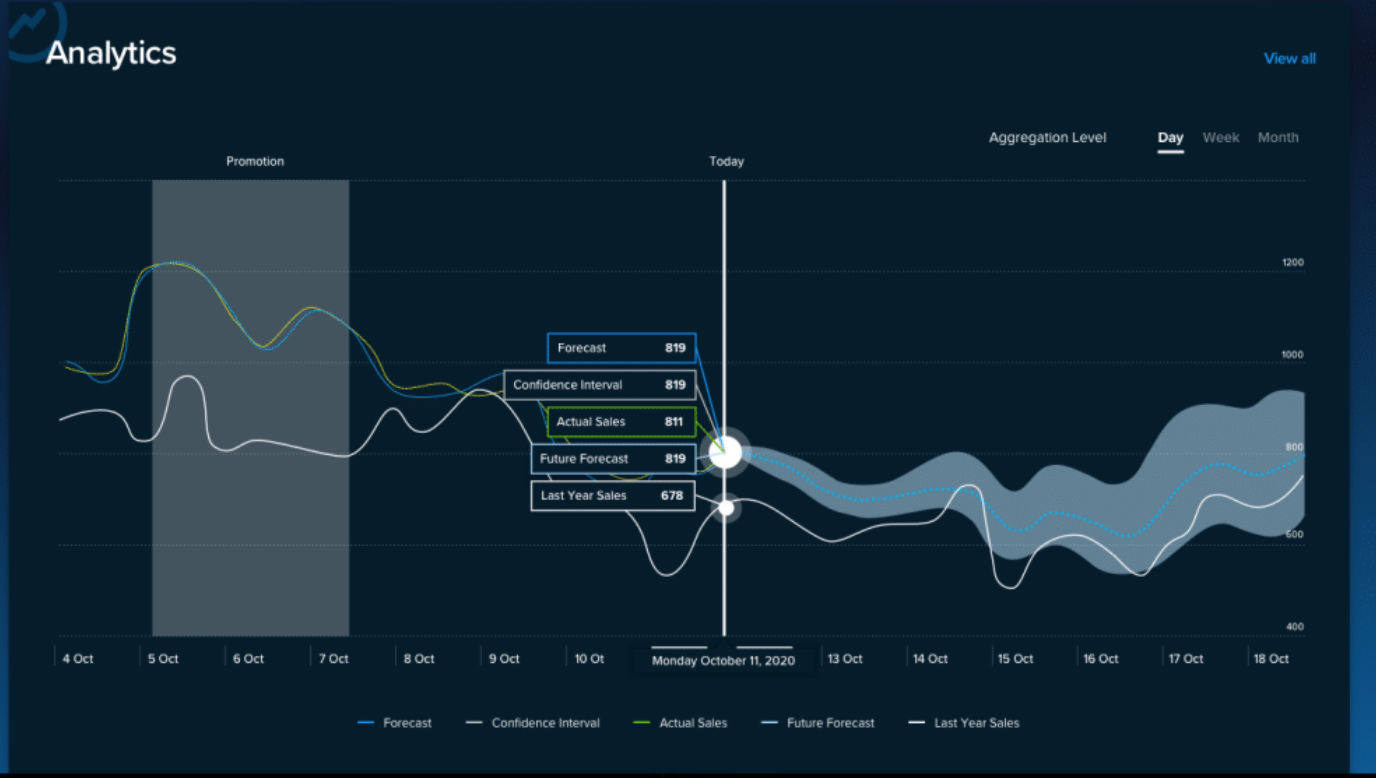 Analytics
View all
Aggregation Level Day Week Month
Promotion
Today
1200
1000
800
600
400
Forecast 819
Confidence Interval 819
Actual Sales 811
Future Forecast 819
Last Year Sales 678
4 Oct 5 Oct 6 Oct 7 Oct 8 Oct 9 Oct 10 Ot Monday October 11, 2020 13 Oct 14 Oct 15 Oct 16 Oct 17 Oct 18 Oct
Forecast Confidence Interval Actual Sales Future Forecast Last Year Sales